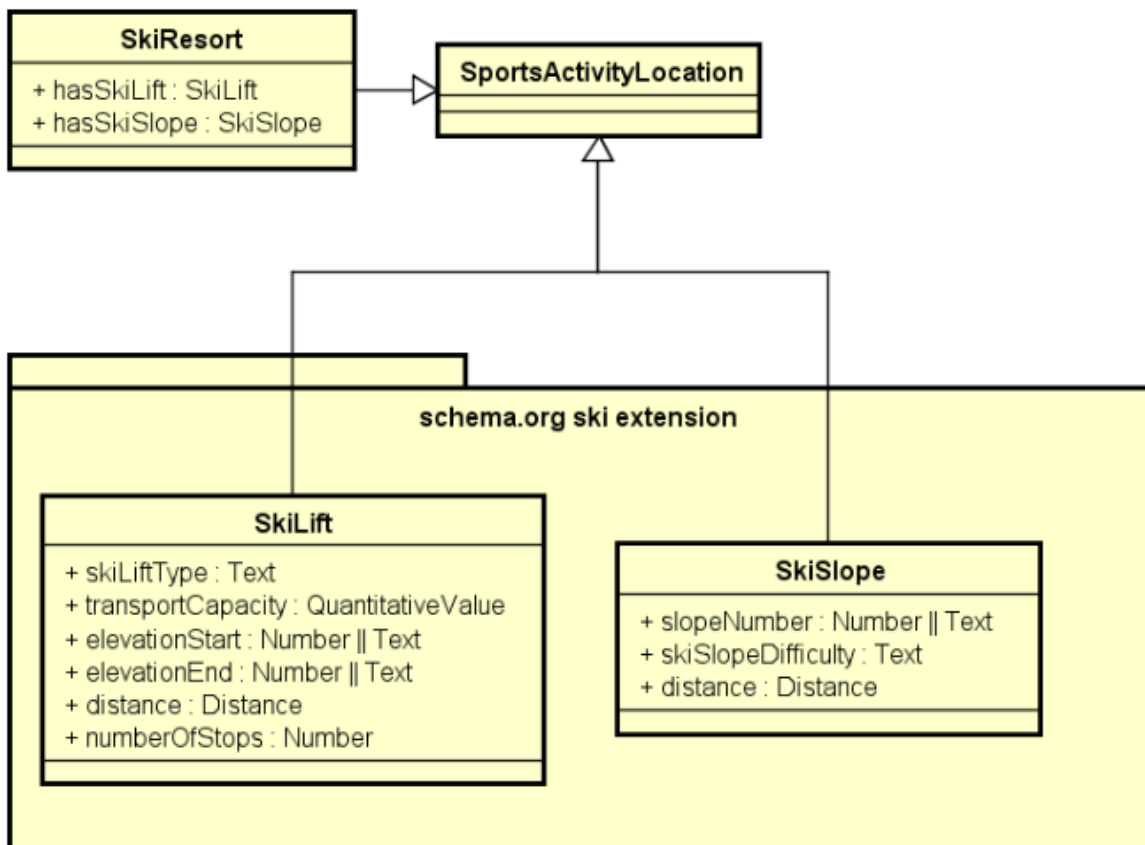 SkiResort
+ hasSkiLift : SkiLift
+ hasSkiSlope : SkiSlope
SportsActivityLocation
schema.org ski extension
SkiLift
+ skiLiftType : Text
+ transportCapacity : QuantitativeValue
+ elevationStart : Number || Text
+ elevationEnd : Number || Text
+ distance : Distance
+ numberOfStops : Number
SkiSlope
+ slopeNumber : Number || Text
+ skiSlopeDifficulty : Text
+ distance : Distance